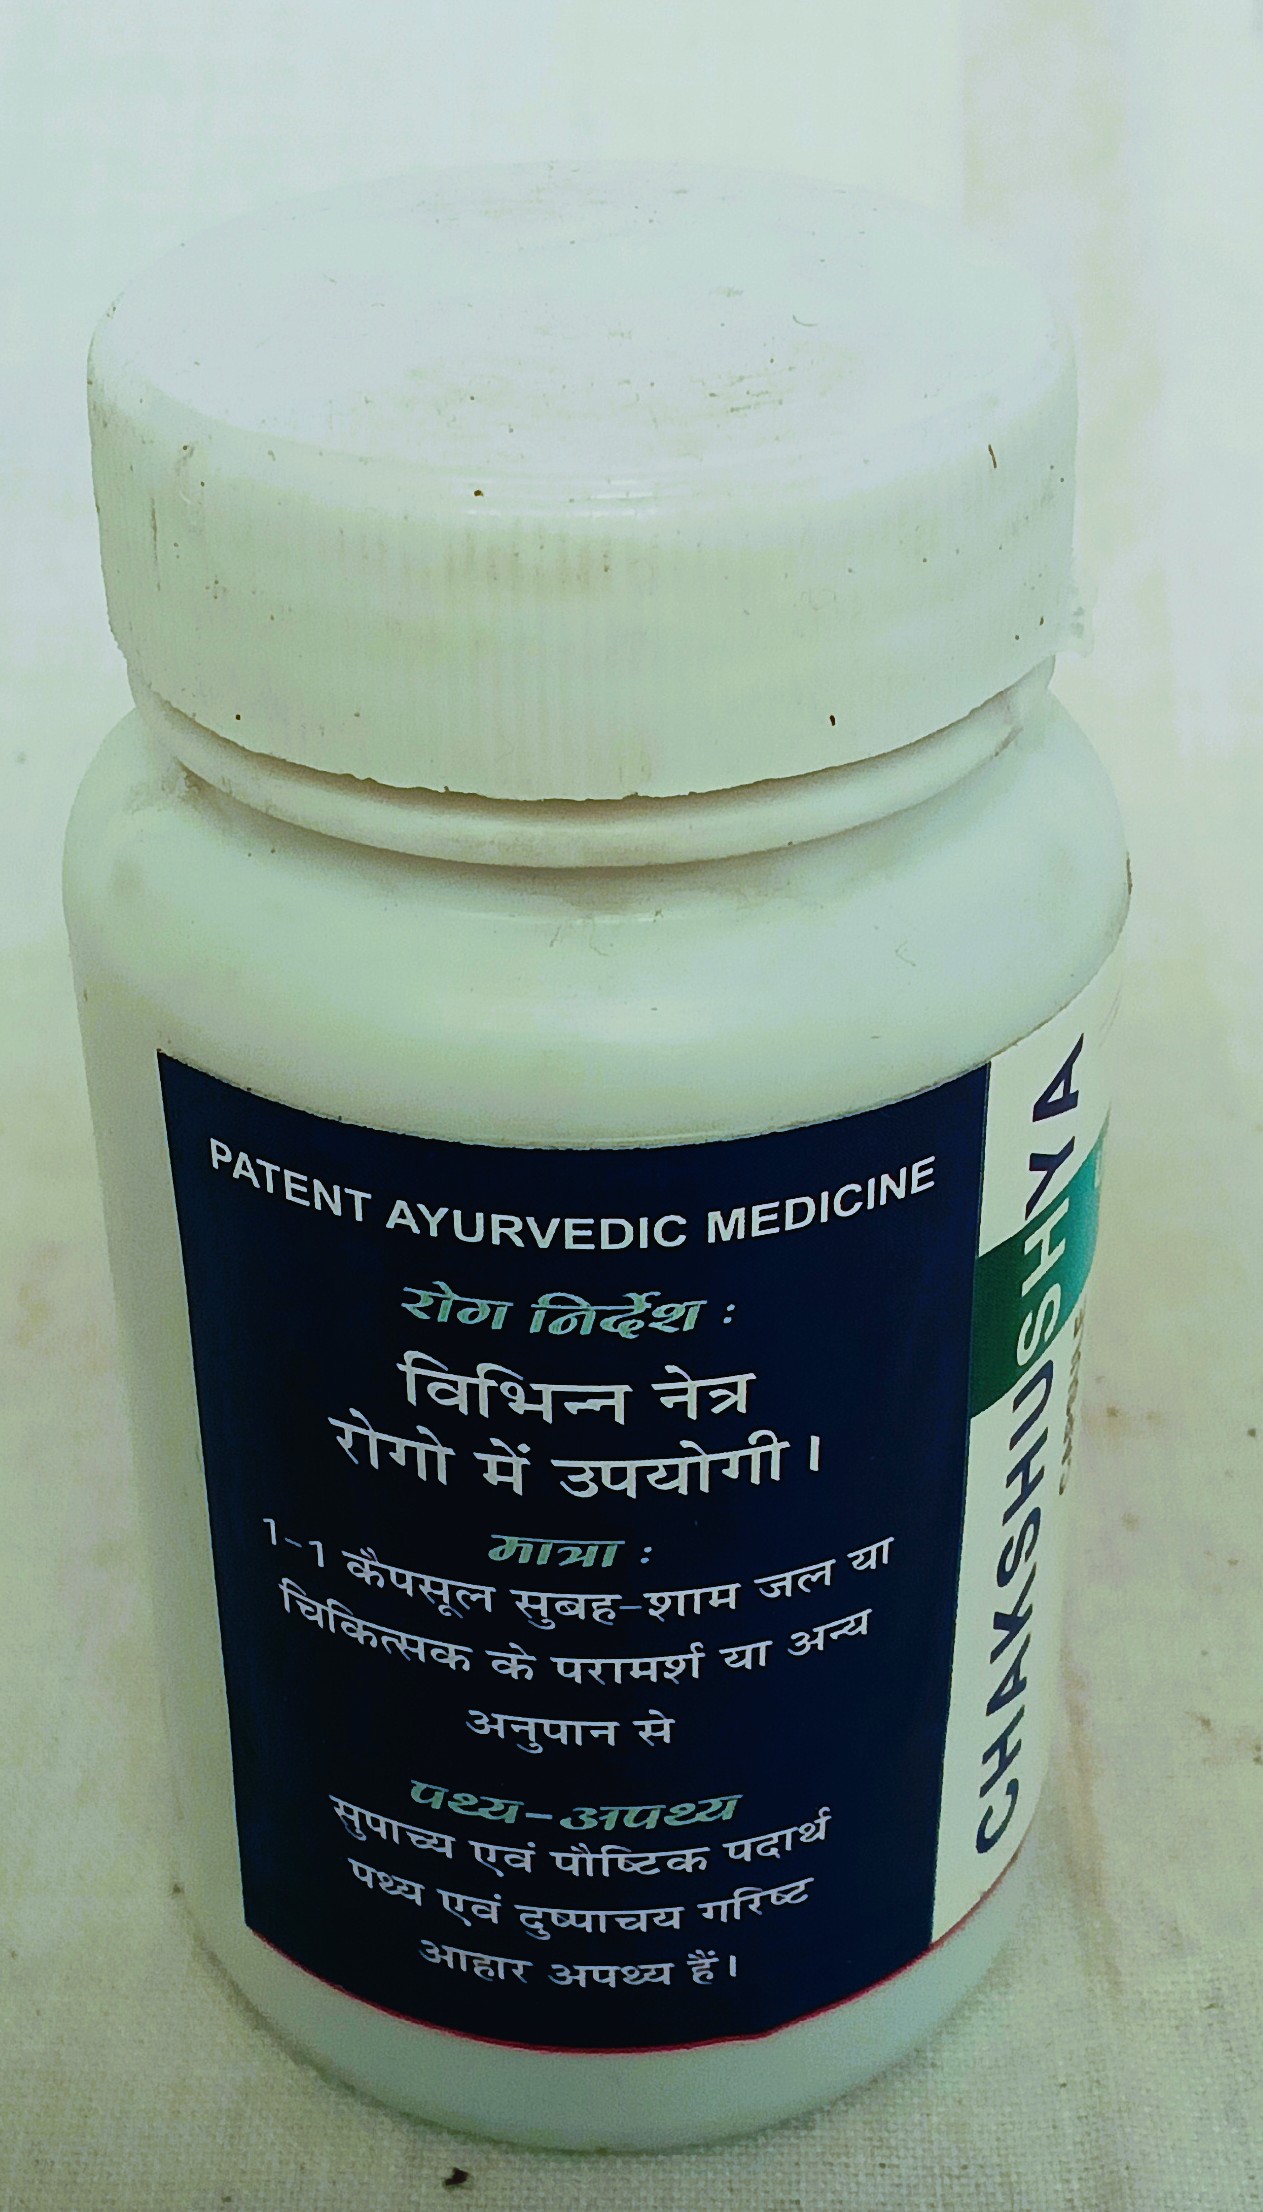 PATENT AYURVEDIC MEDICINE
रोग निर्देश :
विभिन्न नेत्र
रोगो में उपयोगी।
मात्रा :
1-1 कैपसूल सुबह-शाम जल या
चिकित्सक के परामर्श या अन्य
अनुपान से
पथ्य-अपथ्य
सुपाच्य एवं पौष्टिक पदार्थ
पथ्य एवं दुष्पाचय गरिष्ट
आहार अपथ्य हैं।
CHAKSHUSHYA